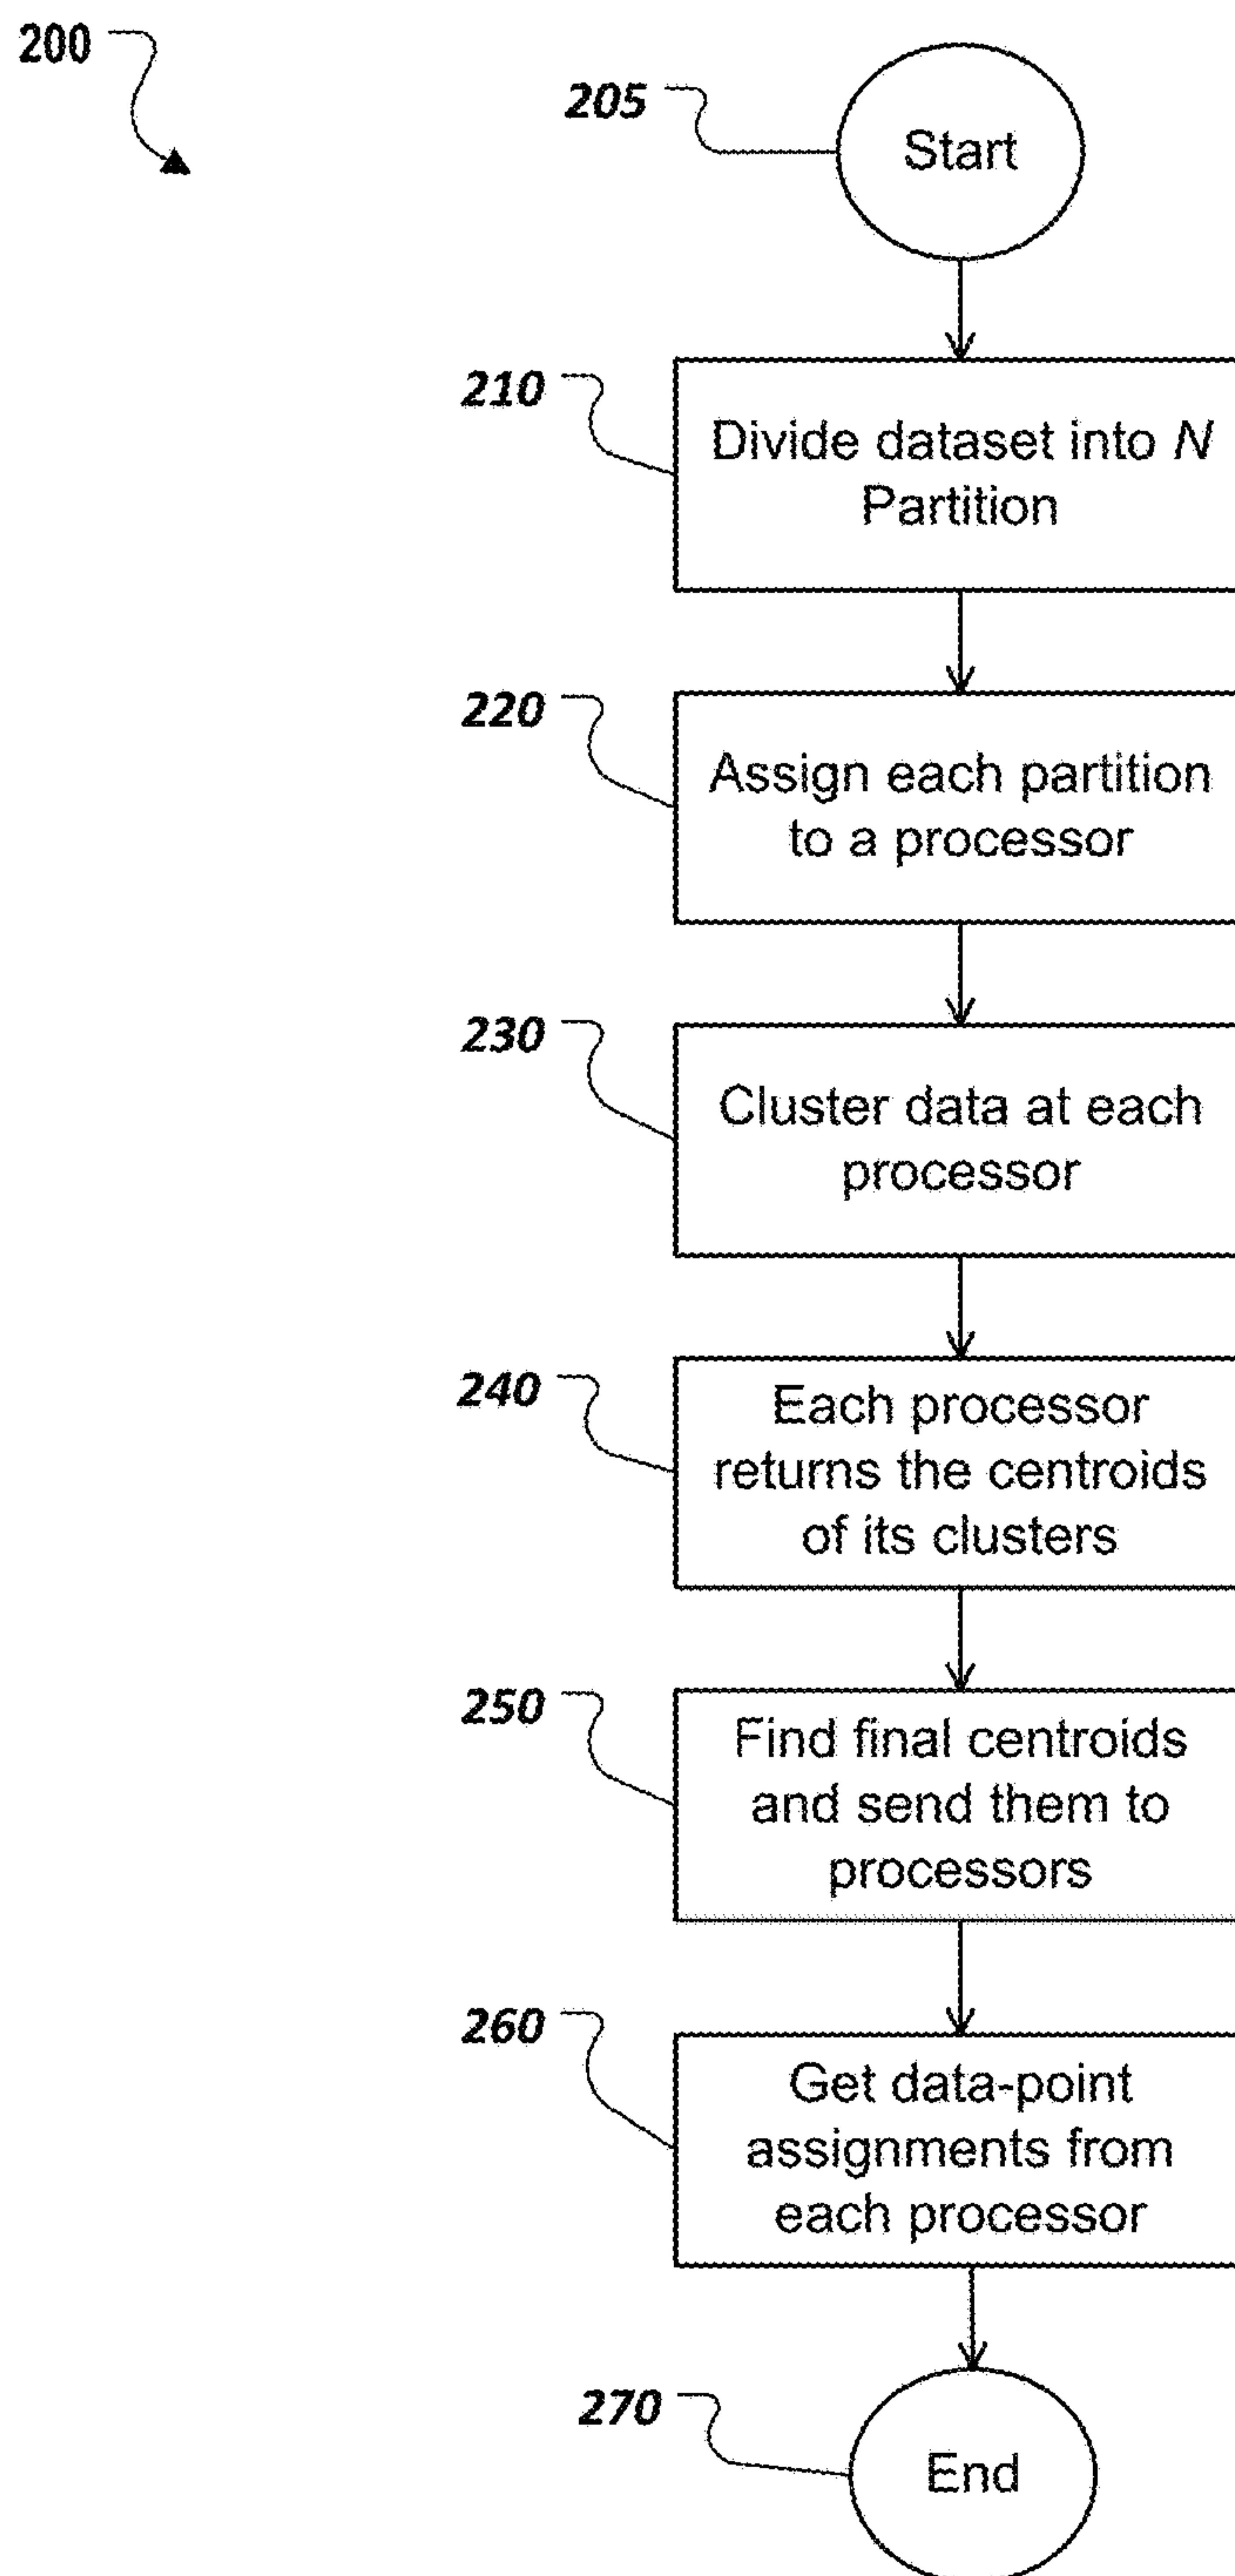 200
205
Start
210
Divide dataset into N
Partition
220
Assign each partition
to a processor
230
Cluster data at each
processor
240
Each processor
returns the centroids
of its clusters
250
Find final centroids
and send them to
processors
260
Get data-point
assignments from
each processor
270
End